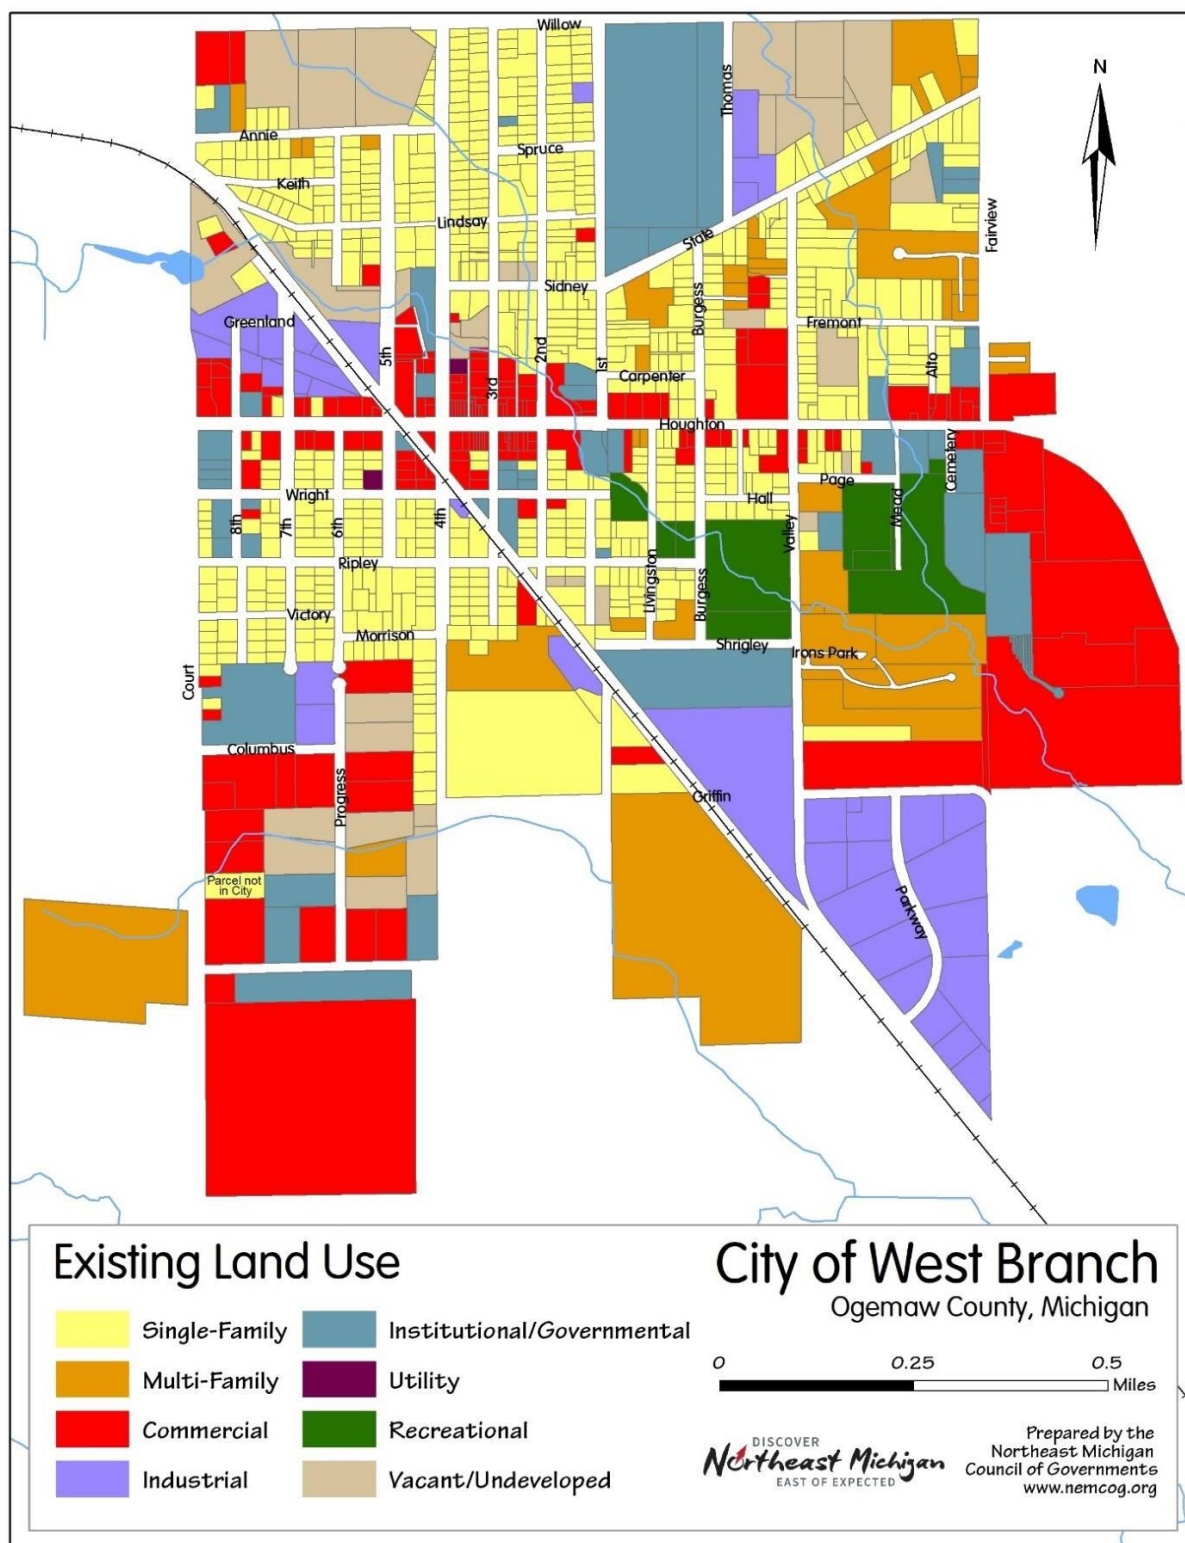 Willow
N
Thomas
Annie
Spruce
Keith
Lindsay
State
Fairview
Sidney
Burgess
Greenland
Fremont
5th
2nd
1st
Alto
Carpenter
3rd
Houghton
Cemetery
Page
Wright
Hall
Mead
8th
7th
6th
4th
Valley
Ripley
Livingston
Burgess
Victory
Morrison
Shrigley
Irons Park
Court
Columbus
Progress
Griffin
Parcel not
in City
Parkway
Existing Land Use
Single-Family
Multi-Family
Commercial
Industrial
Institutional/Governmental
Utility
Recreational
Vacant/Undeveloped
City of West Branch
Ogemaw County, Michigan
0 0.25 0.5
Miles
DISCOVER
Northeast Michigan
EAST OF EXPECTED
Prepared by the
Northeast Michigan
Council of Governments
www.nemcog.org